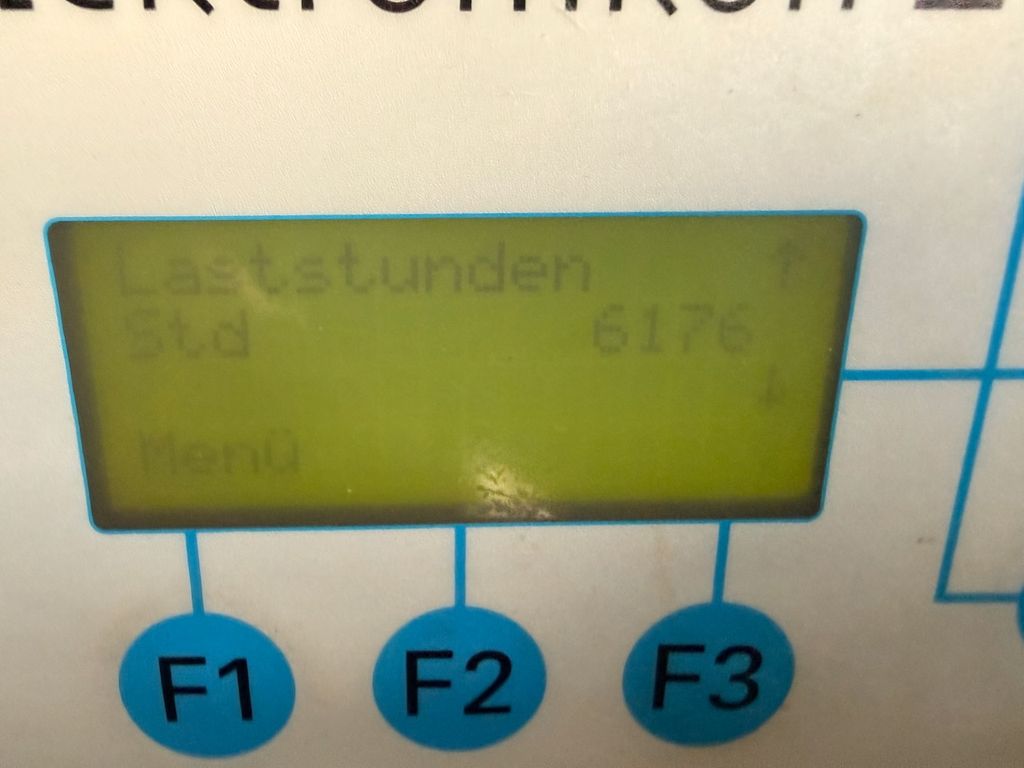 Laststunden ↑
Std 6176
↓
Menü
F1 F2 F3